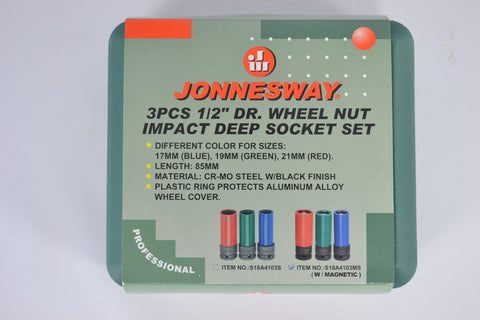 JONNESWAY®
3PCS 1/2" DR. WHEEL NUT
IMPACT DEEP SOCKET SET
DIFFERENT COLOR FOR SIZES:
17MM (BLUE), 19MM (GREEN), 21MM (RED).
LENGTH: 85MM
MATERIAL: CR-MO STEEL W/BLACK FINISH
PLASTIC RING PROTECTS ALUMINUM ALLOY
WHEEL COVER.
PROFESSIONAL
ITEM NO.:S18A4103S
ITEM NO.:S18A4103MS
(W / MAGNETIC)